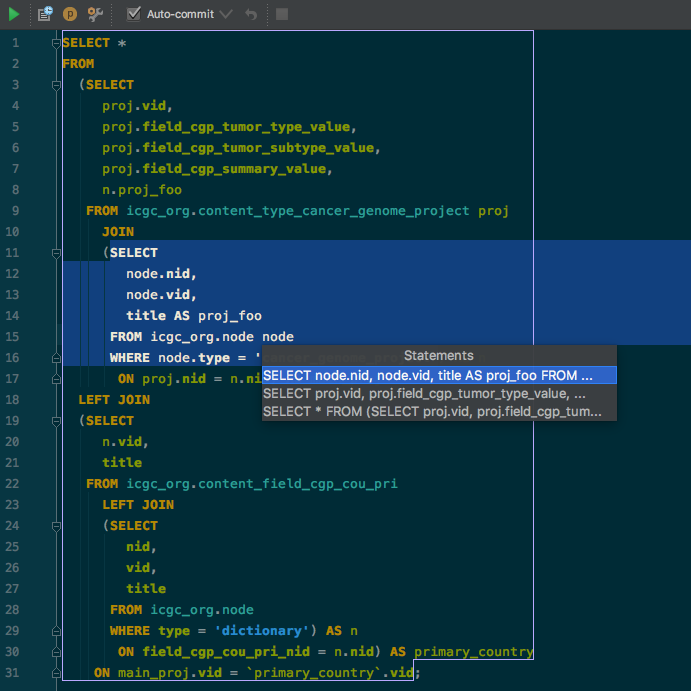 Auto-commit
1 SELECT *
2 FROM
3 (SELECT
4 proj.vid,
5 proj.field_cgp_tumor_type_value,
6 proj.field_cgp_tumor_subtype_value,
7 proj.field_cgp_summary_value,
8 n.proj_foo
9 FROM icgc_org.content_type_cancer_genome_project proj
10 JOIN
11 (SELECT
12 node.nid,
13 node.vid,
14 title AS proj_foo
15 FROM icgc_org.node node
16 WHERE node.type = '
17 ON proj.nid = n.ni
18 LEFT JOIN
19 (SELECT
20 n.vid,
21 title
22 FROM icgc_org.content_field_cgp_cou_pri
23 LEFT JOIN
24 (SELECT
25 nid,
26 vid,
27 title
28 FROM icgc_org.node
29 WHERE type = 'dictionary') AS n
30 ON field_cgp_cou_pri_nid = n.nid) AS primary_country
31 ON main_proj.vid = `primary_country`.vid;
Statements
SELECT node.nid, node.vid, title AS proj_foo FROM ...
SELECT proj.vid, proj.field_cgp_tumor_type_value, ...
SELECT * FROM (SELECT proj.vid, proj.field_cgp_tum...